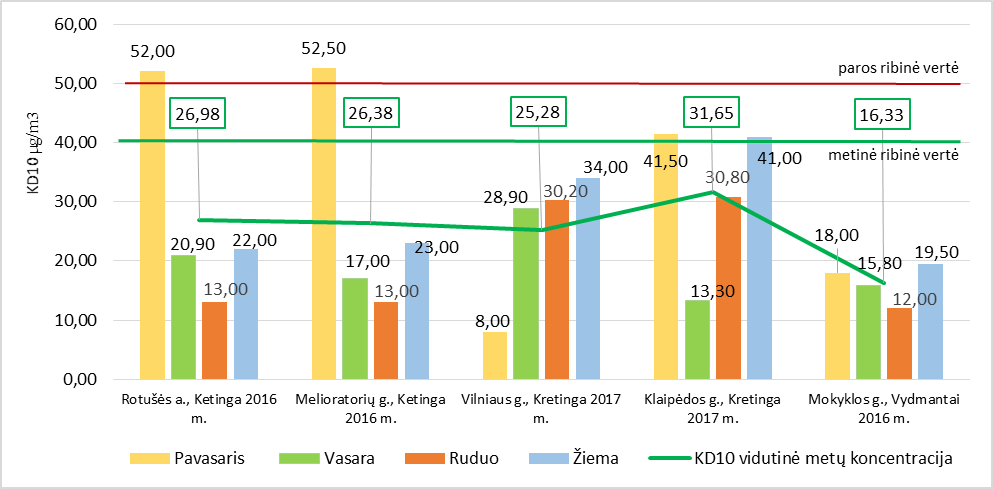 60,00
50,00
40,00
30,00
20,00
10,00
0,00
KD10 µg/m3
52,00
52,50
paros ribinė vertė
26,98
26,38
25,28
31,65
16,33
metinė ribinė vertė
20,90
13,00
22,00
17,00
13,00
23,00
8,00
28,90
30,20
34,00
41,50
13,30
30,80
41,00
18,00
15,80
12,00
19,50
Rotušės a., Ketinga 2016
m.
Melioratorių g., Ketinga
2016 m.
Vilniaus g., Kretinga 2017
m.
Klaipėdos g., Kretinga
2017 m.
Mokyklos g., Vydmantai
2016 m.
Pavasaris
Vasara
Ruduo
Žiema
KD10 vidutinė metų koncentracija